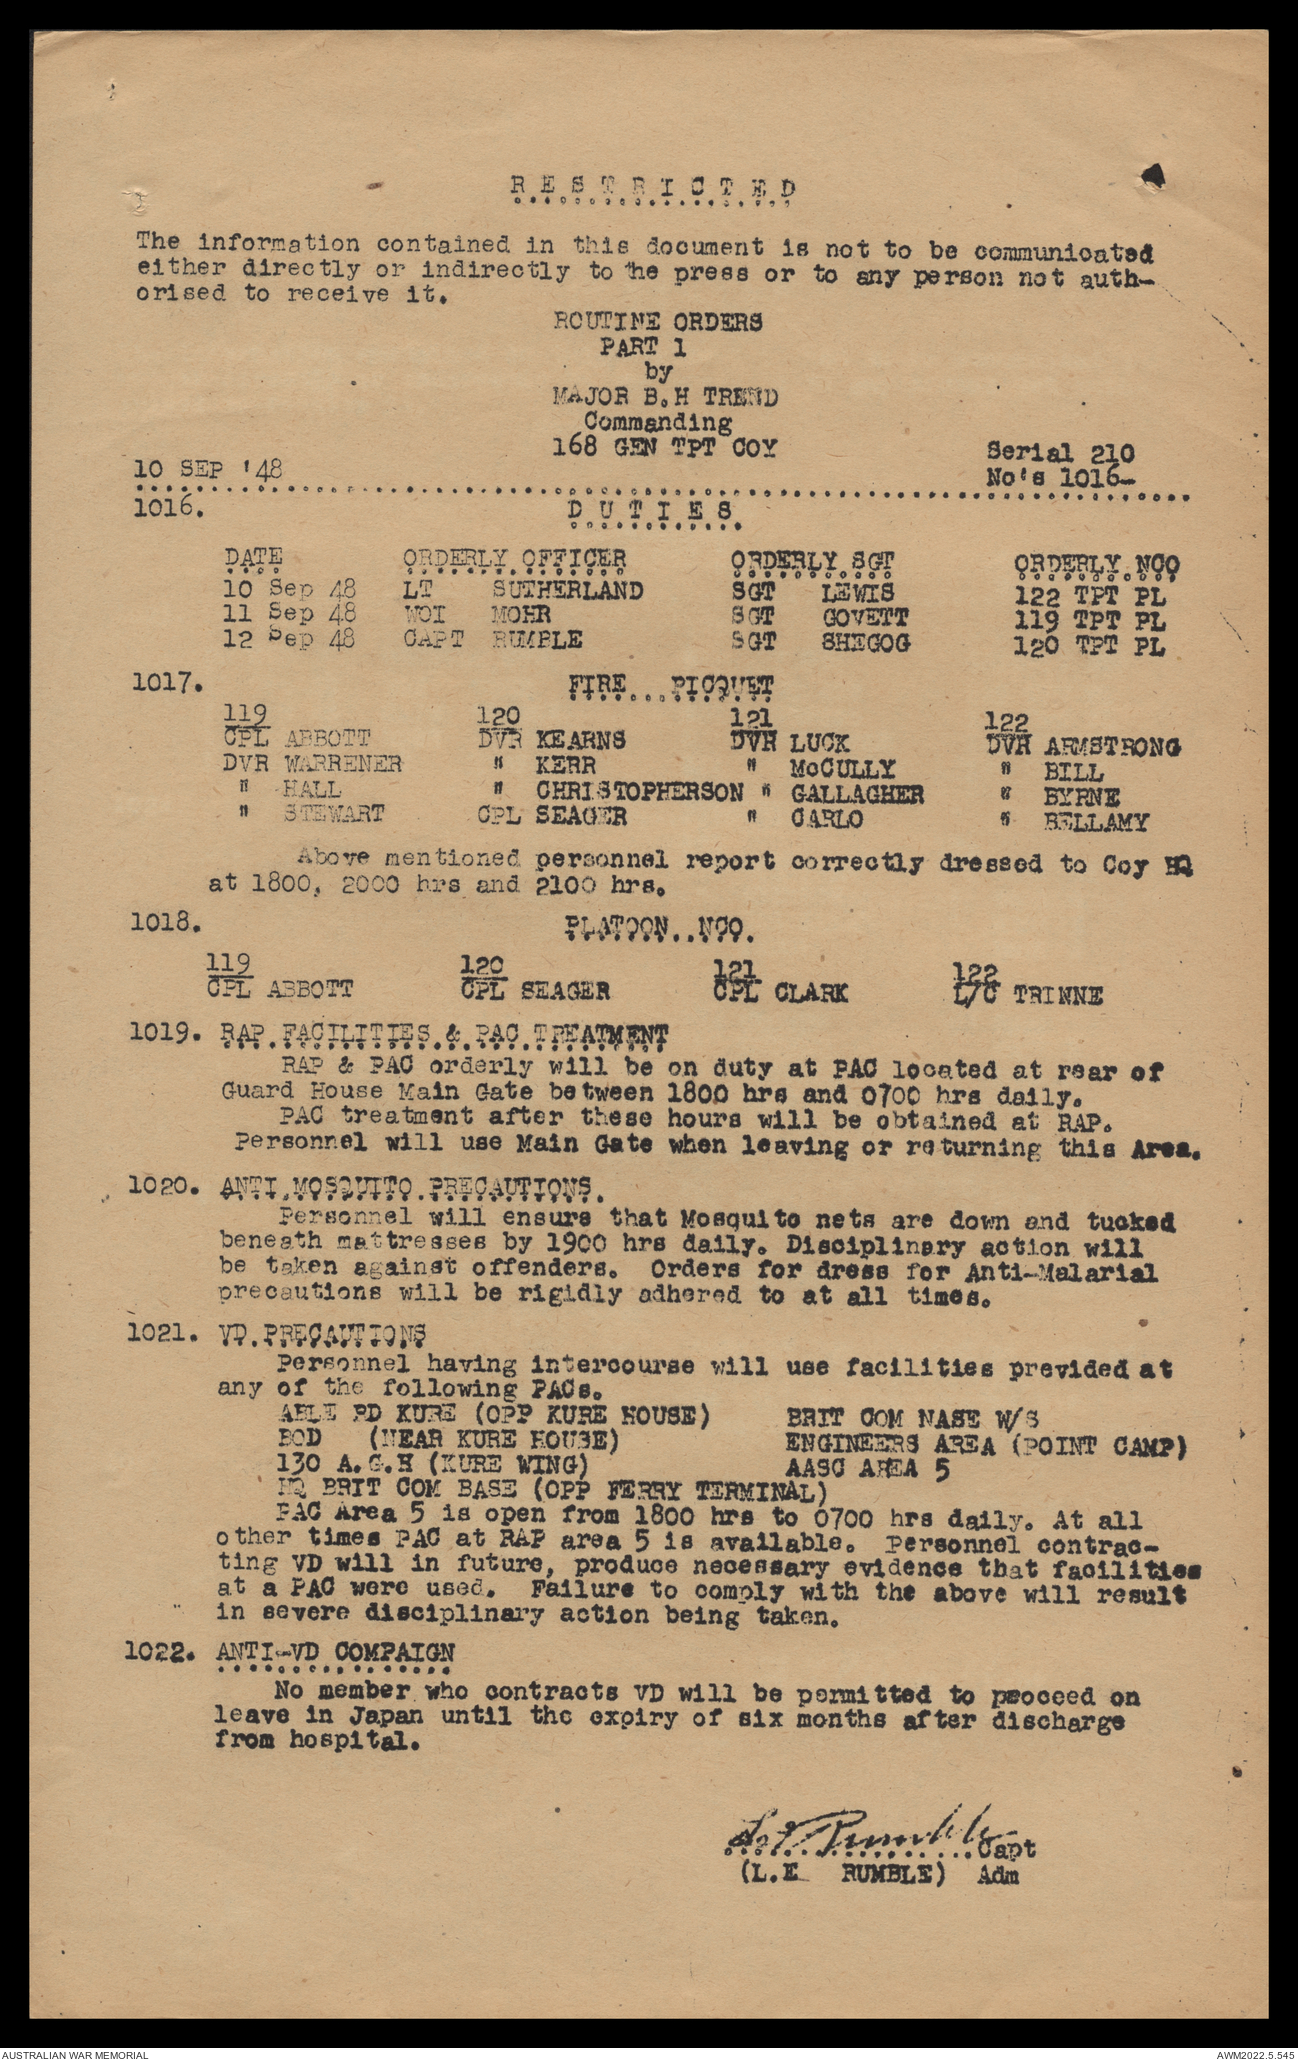 R E S T R I C T E D
The information contained in this document is not to be communicated
either directly or indirectly to the press or to any person not auth-
orised to receive it.
ROUTINE ORDERS
PART 1
by
MAJOR B.H TREND
Commanding
168 GEN TPT COY
Serial 210
10 SEP '48 No's 1016-
1016. D U T I E S
DATE ORDERLY OFFICER ORDERLY SGT ORDERLY NCO
10 Sep 48 LT SUTHERLAND SGT LEWIS 122 TPT PL
11 Sep 48 WOI MOHR SGT GOVETT 119 TPT PL
12 Sep 48 CAPT RUMBLE SGT SHEGOG 120 TPT PL
1017. FIRE PICQUET
119 120 121 122
CPL ABBOTT DVR KEARNS DVR LUCK DVR ARMSTRONG
DVR WARRENER " KERR " McCULLY " BILL
" HALL " CHRISTOPHERSON " GALLAGHER " BYRNE
" STEWART CPL SEAGER " CARLO " BELLAMY
Above mentioned personnel report correctly dressed to Coy HQ
at 1800, 2000 hrs and 2100 hrs.
1018. PLATOON NCO.
119 120 121 122
CPL ABBOTT CPL SEAGER CPL CLARK L/C TRINNE
1019. RAP FACILITIES & PAC TREATMENT
RAP & PAC orderly will be on duty at PAC located at rear of
Guard House Main Gate between 1800 hrs and 0700 hrs daily.
PAC treatment after these hours will be obtained at RAP.
Personnel will use Main Gate when leaving or returning this Area.
1020. ANTI MOSQUITO PRECAUTIONS.
Personnel will ensure that Mosquito nets are down and tucked
beneath mattresses by 1900 hrs daily. Disciplinary action will
be taken against offenders. Orders for dress for Anti-Malarial
precautions will be rigidly adhered to at all times.
1021. VD PRECAUTIONS
Personnel having intercourse will use facilities previded at
any of the following PACs.
ABLE RD KURE (OPP KURE HOUSE) BRIT COM NASE W/S
BOD (NEAR KURE HOUSE) ENGINEERS AREA (POINT CAMP)
130 A.G.H (KURE WING) AASC AREA 5
HQ BRIT COM BASE (OPP FERRY TERMINAL)
PAC Area 5 is open from 1800 hrs to 0700 hrs daily. At all
other times PAC at RAP area 5 is available. Personnel contrac-
ting VD will in future, produce necessary evidence that facilities
at a PAC were used. Failure to comply with the above will result
in severe disciplinary action being taken.
1022. ANTI-VD COMPAIGN
No member who contracts VD will be permitted to proceed on
leave in Japan until the expiry of six months after discharge
from hospital.
L.E Rumble Capt
(L.E RUMBLE) Adm
AUSTRALIAN WAR MEMORIAL AWM2022.5.545